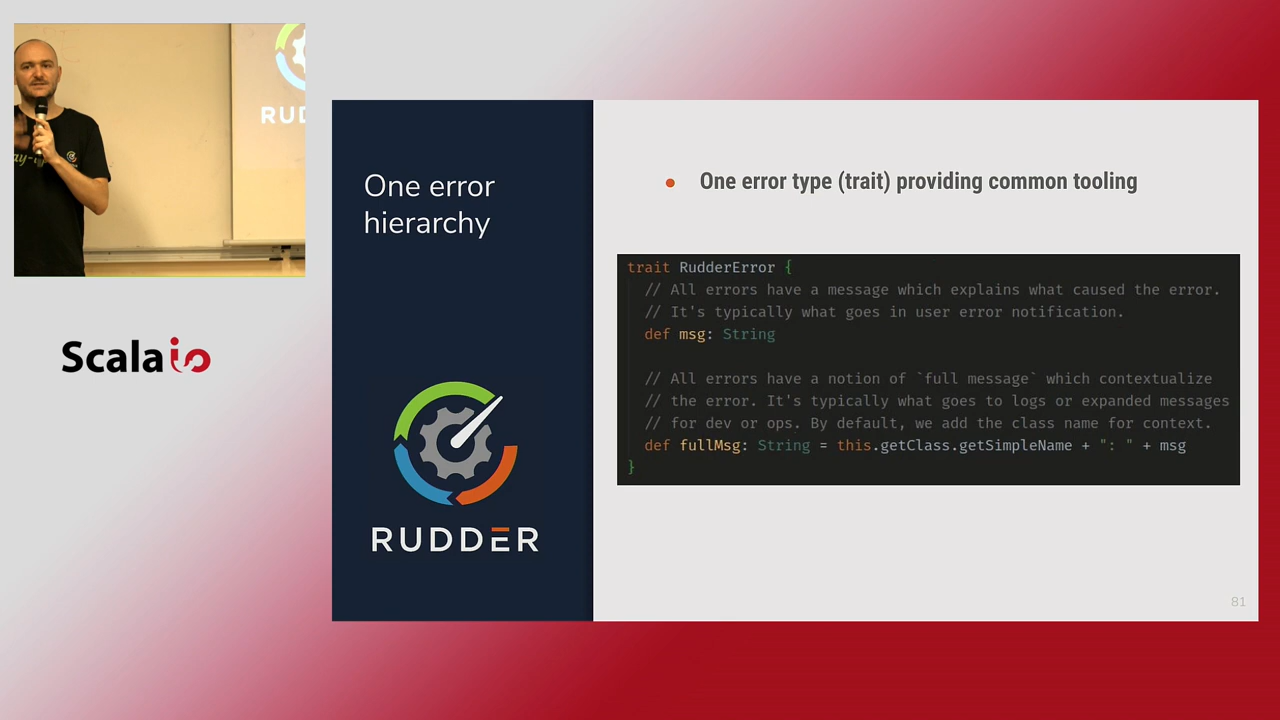 RUD
Scala io
One error
hierarchy
RUDDER
● One error type (trait) providing common tooling
trait RudderError {
// All errors have a message which explains what caused the error.
// It's typically what goes in user error notification.
def msg: String
// All errors have a notion of `full message` which contextualize
// the error. It's typically what goes to logs or expanded messages
// for dev or ops. By default, we add the class name for context.
def fullMsg: String = this.getClass.getSimpleName + ": " + msg
}
81